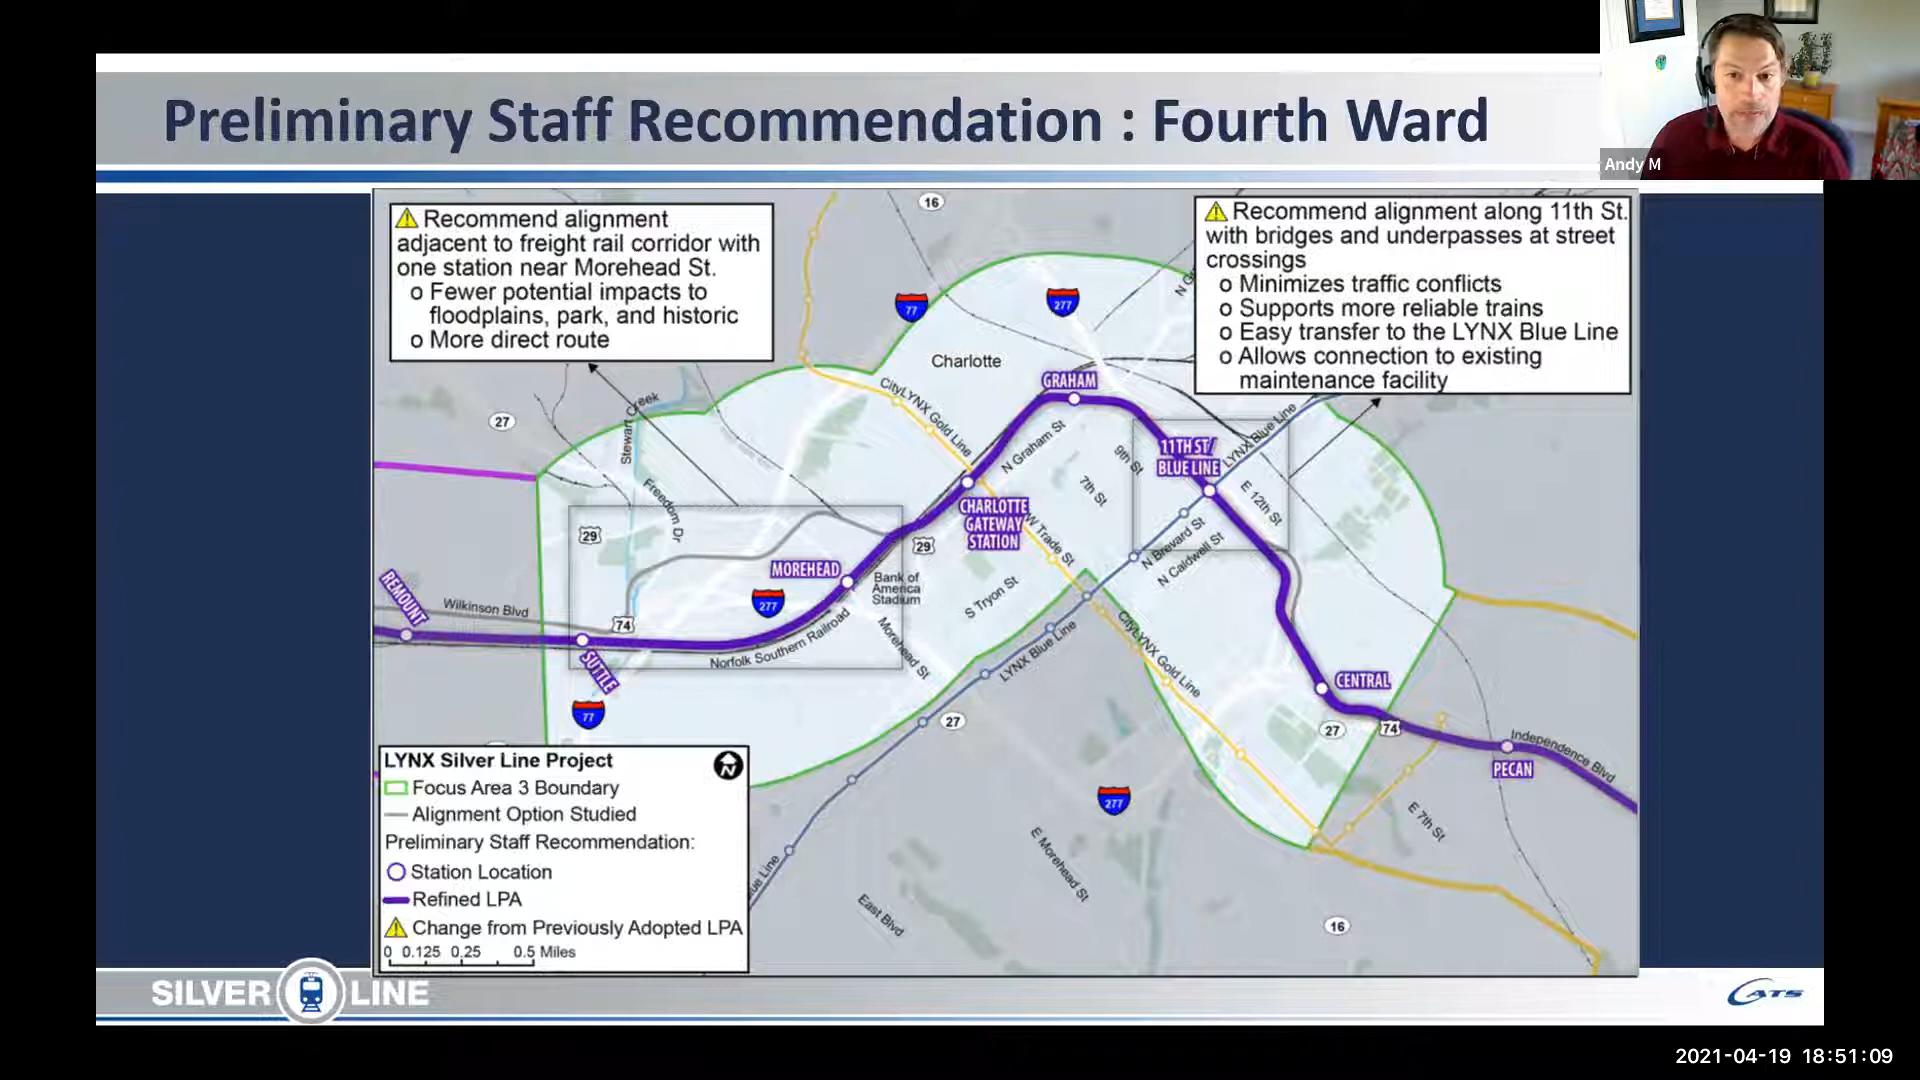 Preliminary Staff Recommendation : Fourth Ward
Andy M
Recommend alignment
adjacent to freight rail corridor with
one station near Morehead St.
o Fewer potential impacts to
floodplains, park, and historic
o More direct route
Recommend alignment along 11th St.
with bridges and underpasses at street
crossings
o Minimizes traffic conflicts
o Supports more reliable trains
o Easy transfer to the LYNX Blue Line
o Allows connection to existing
maintenance facility
16
77
277
Charlotte
GRAHAM
CityLYNX Gold Line
Stewart Creek
27
N Graham St
9th St
11TH ST/
BLUE LINE
LYNX Blue Line
7th St
E 12th St
Freedom Dr
29
CHARLOTTE
GATEWAY
STATION
W Trade St
29
N Brevard St
N Caldwell St
MOREHEAD
Bank of
America
Stadium
277
S Tryon St
REMOUNT
Wilkinson Blvd
74
SUTTLE
Norfolk Southern Railroad
Morehead St
LYNX Blue Line
CityLYNX Gold Line
CENTRAL
77
27
27
74
Independence Blvd
PECAN
277
E 7th St
E Morehead St
East Blvd
16
LYNX Silver Line Project
N
Focus Area 3 Boundary
Alignment Option Studied
Preliminary Staff Recommendation:
Station Location
Refined LPA
Change from Previously Adopted LPA
0 0.125 0.25 0.5 Miles
SILVER LINE
CATS
2021-04-19 18:51:09